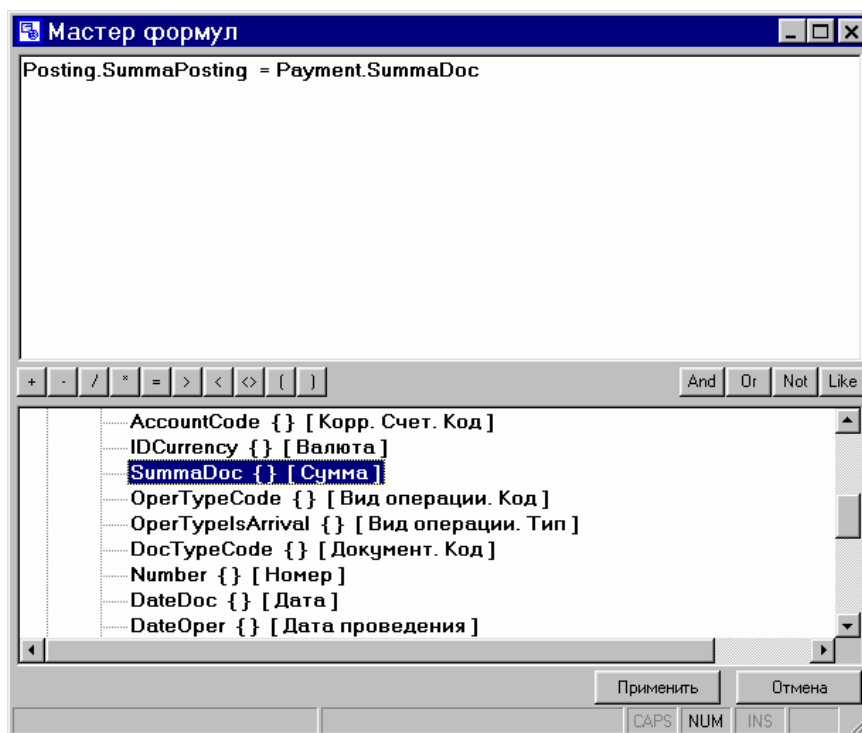 Мастер формул
Posting.SummaPosting = Payment.SummaDoc
+ - / * = > < <> ( ) And Or Not Like
AccountCode {} [ Корр. Счет. Код ]
IDCurrency {} [ Валюта ]
SummaDoc {} [ Сумма ]
OperTypeCode {} [ Вид операции. Код ]
OperTypeIsArrival {} [ Вид операции. Тип ]
DocTypeCode {} [ Документ. Код ]
Number {} [ Номер ]
DateDoc {} [ Дата ]
DateOper {} [ Дата проведения ]
Применить Отмена
CAPS NUM INS